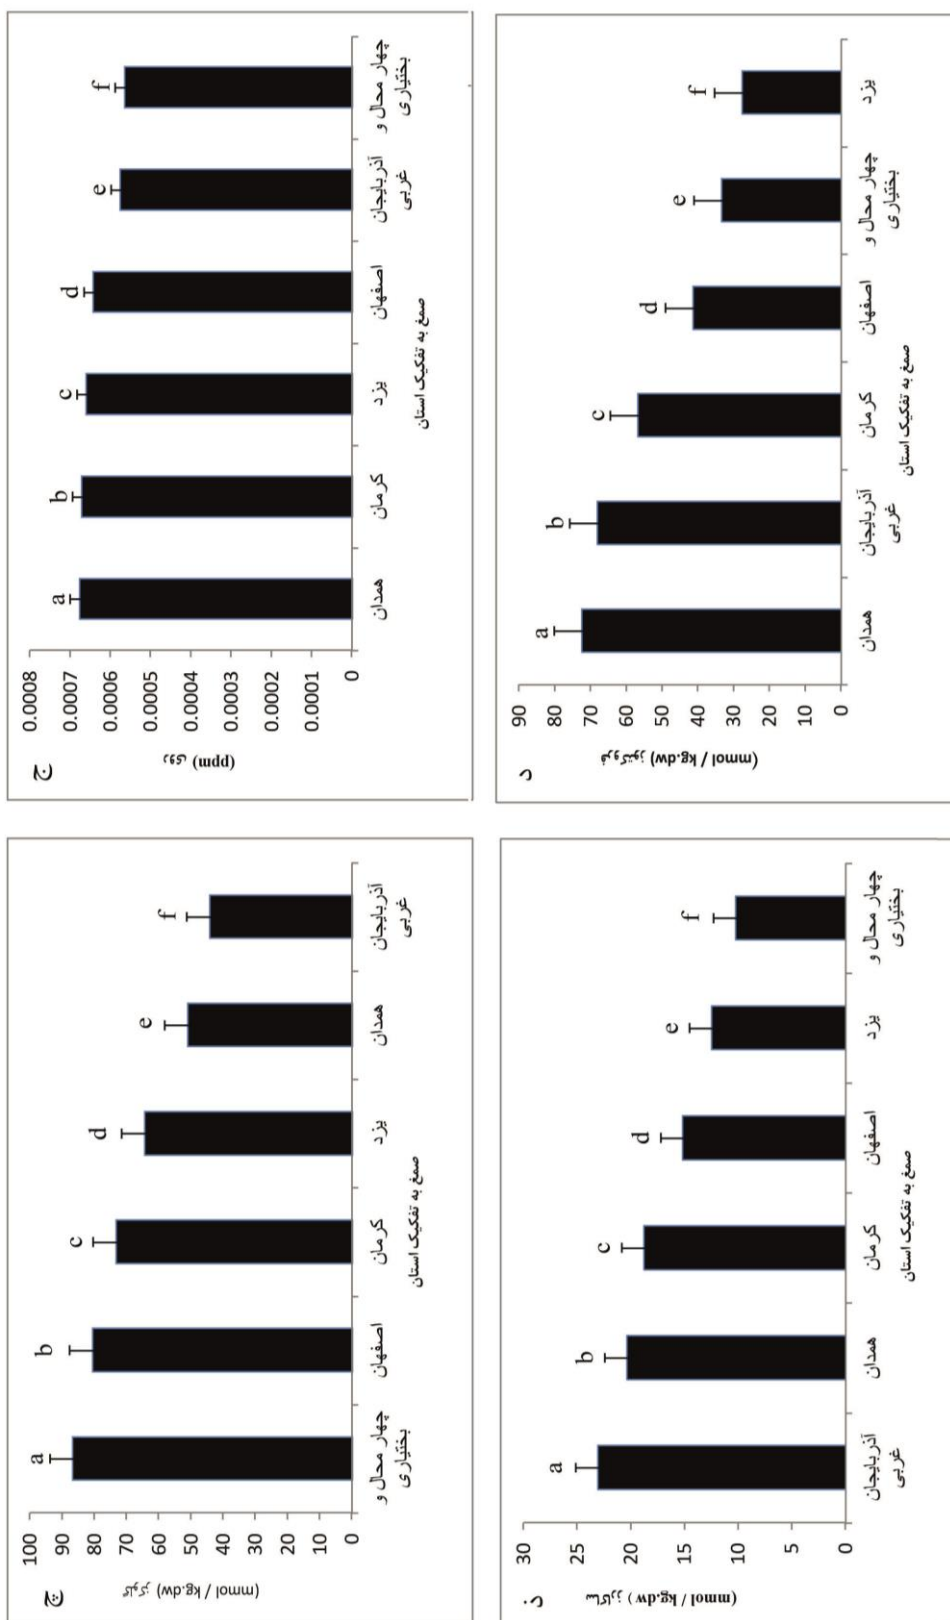 ج
روی (ppm)
0.0008
0.0007
0.0006
0.0005
0.0004
0.0003
0.0002
0.0001
0
a
b
c
d
e
f
همدان
کرمان
یزد
اصفهان
آذربایجان
غربی
چهار محال و
بختیاری
صمغ به تفکیک استان
چ
گلوکز (mmol / kg.dw)
100
90
80
70
60
50
40
30
20
10
0
a
b
c
d
e
f
چهار محال و
بختیاری
اصفهان
کرمان
یزد
همدان
آذربایجان
غربی
صمغ به تفکیک استان
د
فروکتوز (mmol / kg.dw)
90
80
70
60
50
40
30
20
10
0
a
b
c
d
e
f
همدان
آذربایجان
غربی
کرمان
اصفهان
چهار محال و
بختیاری
یزد
صمغ به تفکیک استان
ذ
ساکارز (mmol / kg.dw)
30
25
20
15
10
5
0
a
b
c
d
e
f
آذربایجان
غربی
همدان
کرمان
اصفهان
یزد
چهار محال و
بختیاری
صمغ به تفکیک استان